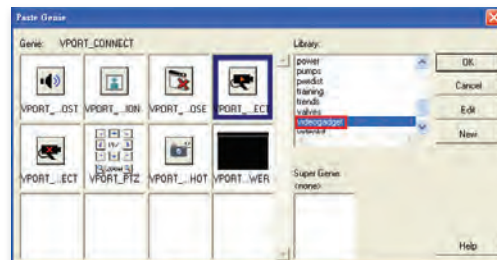 Paste Genie
Genie: VPORT_CONNECT
VPORT_...OST VPORT_...ION VPORT_...OSE VPORT_...ECT
VPORT_...ECT VPORT_PTZ VPORT_...HOT VPORT...WER
Library:
power
pumps
pwrdist
training
trends
valves
videogadget
Super Genie:
(none)
OK
Cancel
Edit
New
Help